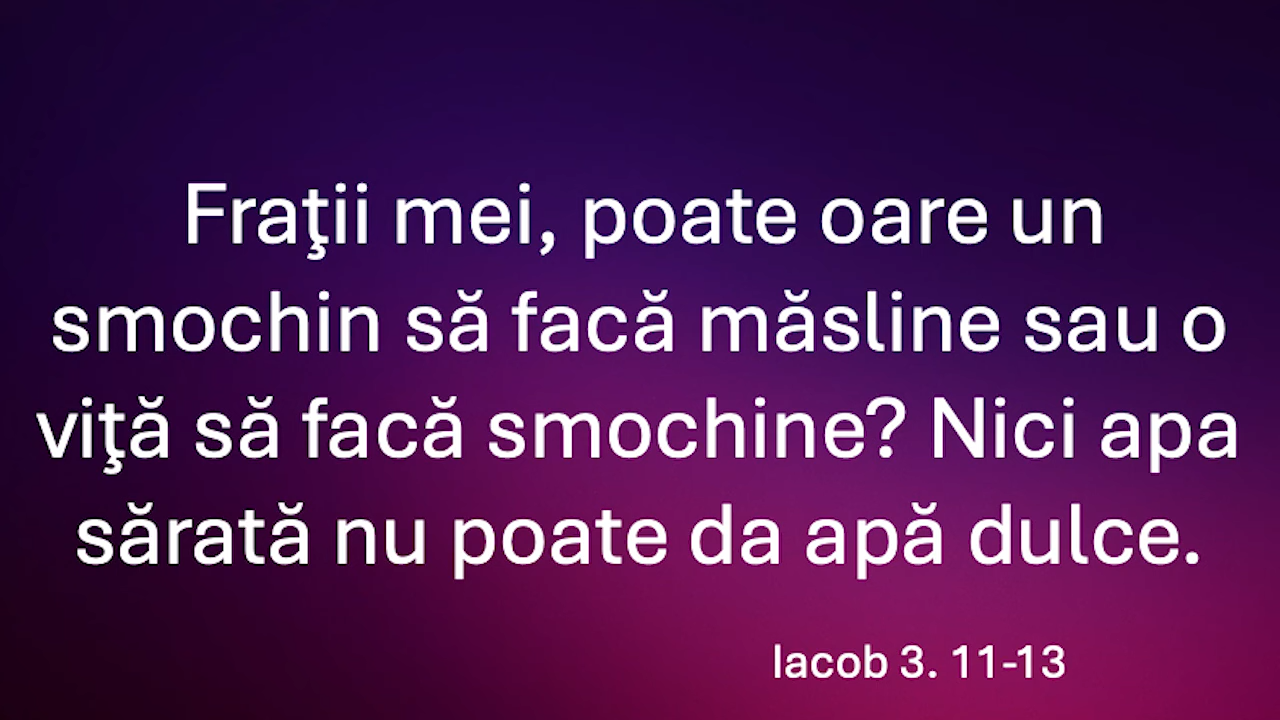 Fraţii mei, poate oare un
smochin să facă măsline sau o
viţă să facă smochine? Nici apa
sărată nu poate da apă dulce.
Iacob 3. 11-13